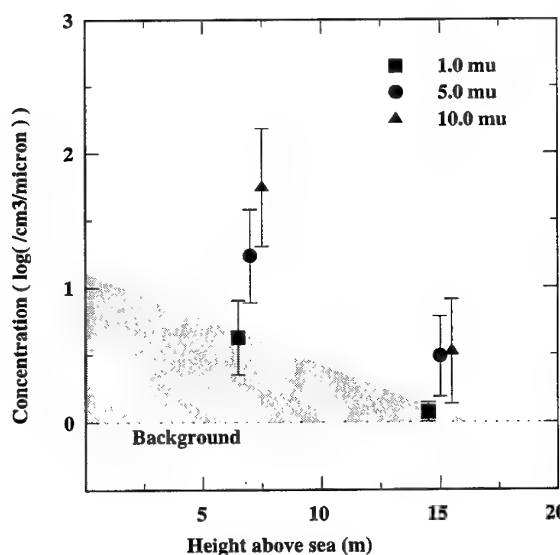 3
2
1
0
Concentration ( log( /cm3/micron ) )
1.0 mu
5.0 mu
10.0 mu
Background
5
10
15
20
Height above sea (m)